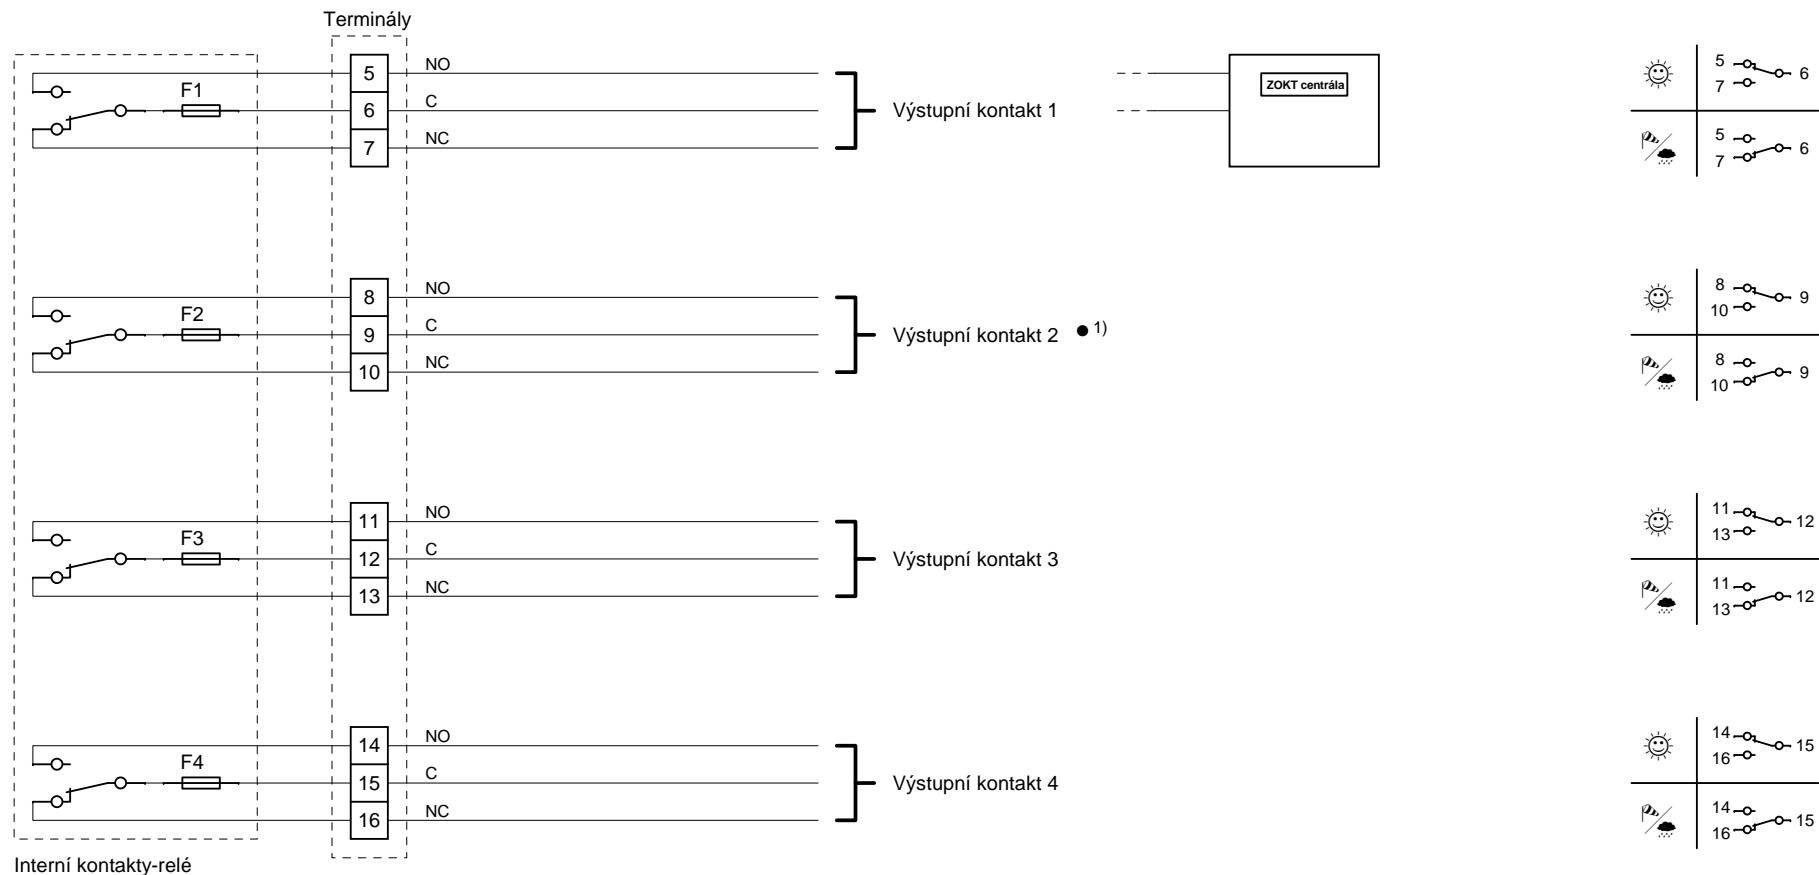 Terminály
5 NO
F1
6 C
7 NC
Výstupní kontakt 1
ZOKT centrála
5
7 6
5
7 6
8 NO
F2
9 C
10 NC
Výstupní kontakt 2 ● 1)
8
10 9
8
10 9
11 NO
F3
12 C
13 NC
Výstupní kontakt 3
11
13 12
11
13 12
14 NO
F4
15 C
16 NC
Výstupní kontakt 4
14
16 15
14
16 15
Interní kontakty-relé